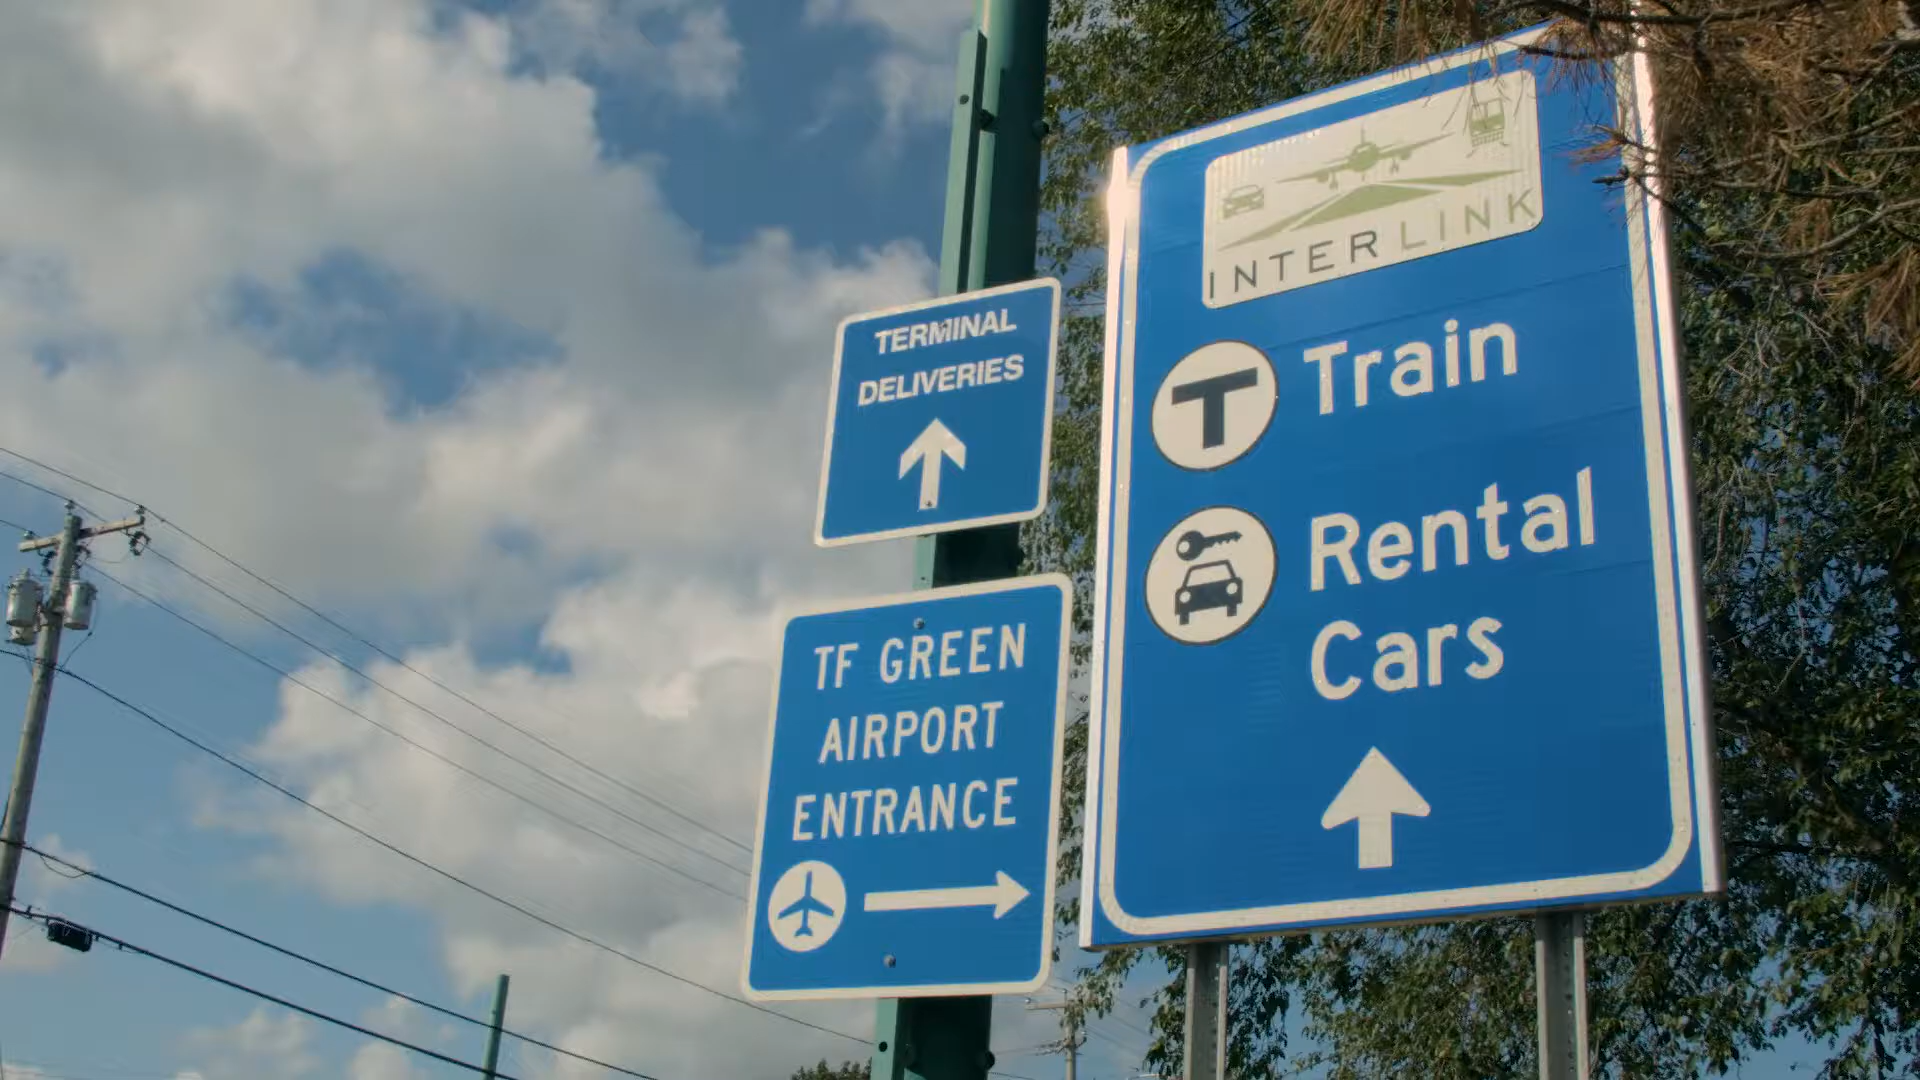 TERMINAL
DELIVERIES
TF GREEN
AIRPORT
ENTRANCE
INTERLINK
T Train
Rental
Cars